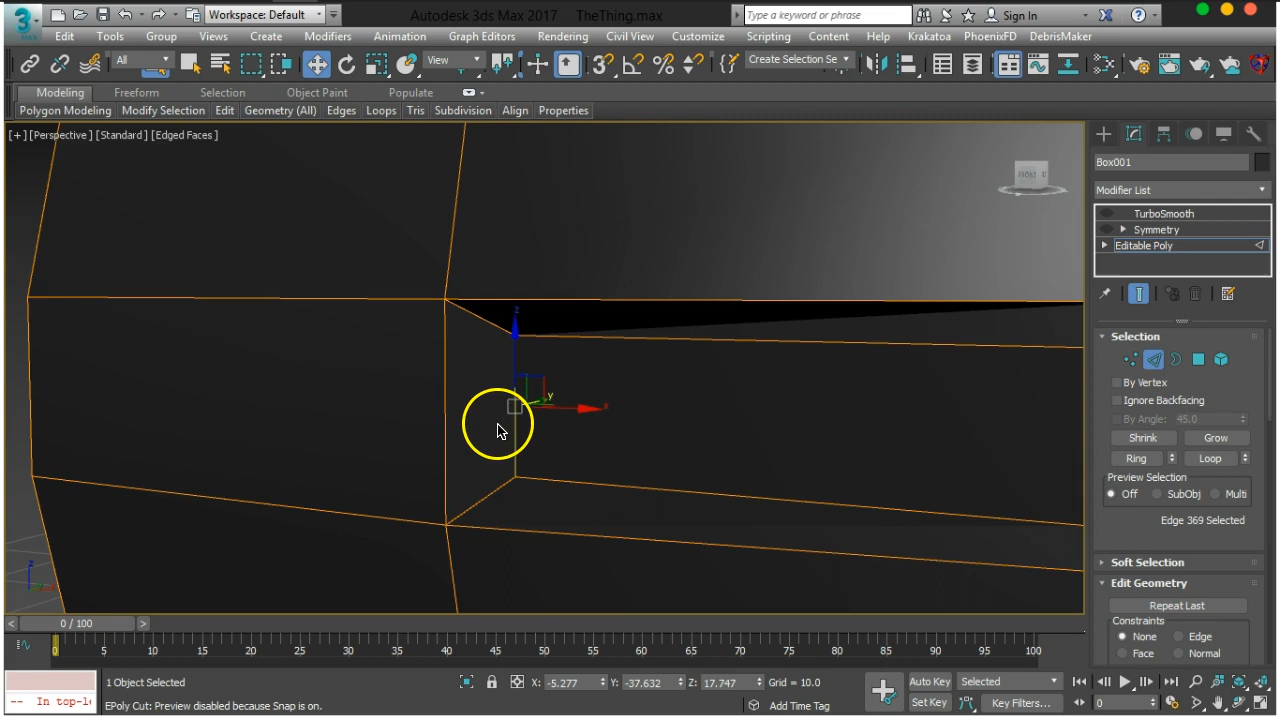 Workspace: Default
Autodesk 3ds Max 2017 TheThing.max
Type a keyword or phrase
Sign In
3
MAX
Edit Tools Group Views Create Modifiers Animation Graph Editors Rendering Civil View Customize Scripting Content Help Krakatoa PhoenixFD DebrisMaker
All View Create Selection Se
Modeling Freeform Selection Object Paint Populate
Polygon Modeling Modify Selection Edit Geometry (All) Edges Loops Tris Subdivision Align Properties
[+] [Perspective] [Standard] [Edged Faces]
Box001
Modifier List
TurboSmooth
Symmetry
Editable Poly
Selection
By Vertex
Ignore Backfacing
By Angle: 45.0
Shrink Grow
Ring Loop
Preview Selection
Off SubObj Multi
Edge 369 Selected
Soft Selection
Edit Geometry
Repeat Last
Constraints
None Edge
Face Normal
z
y
x
z
< 0 / 100 >
0 5 10 15 20 25 30 35 40 45 50 55 60 65 70 75 80 85 90 95 100
1 Object Selected X: -5.277 Y: -37.632 Z: 17.747 Grid = 10.0 Auto Key Selected
-- In top-le EPoly Cut: Preview disabled because Snap is on. Add Time Tag Set Key Key Filters... 0